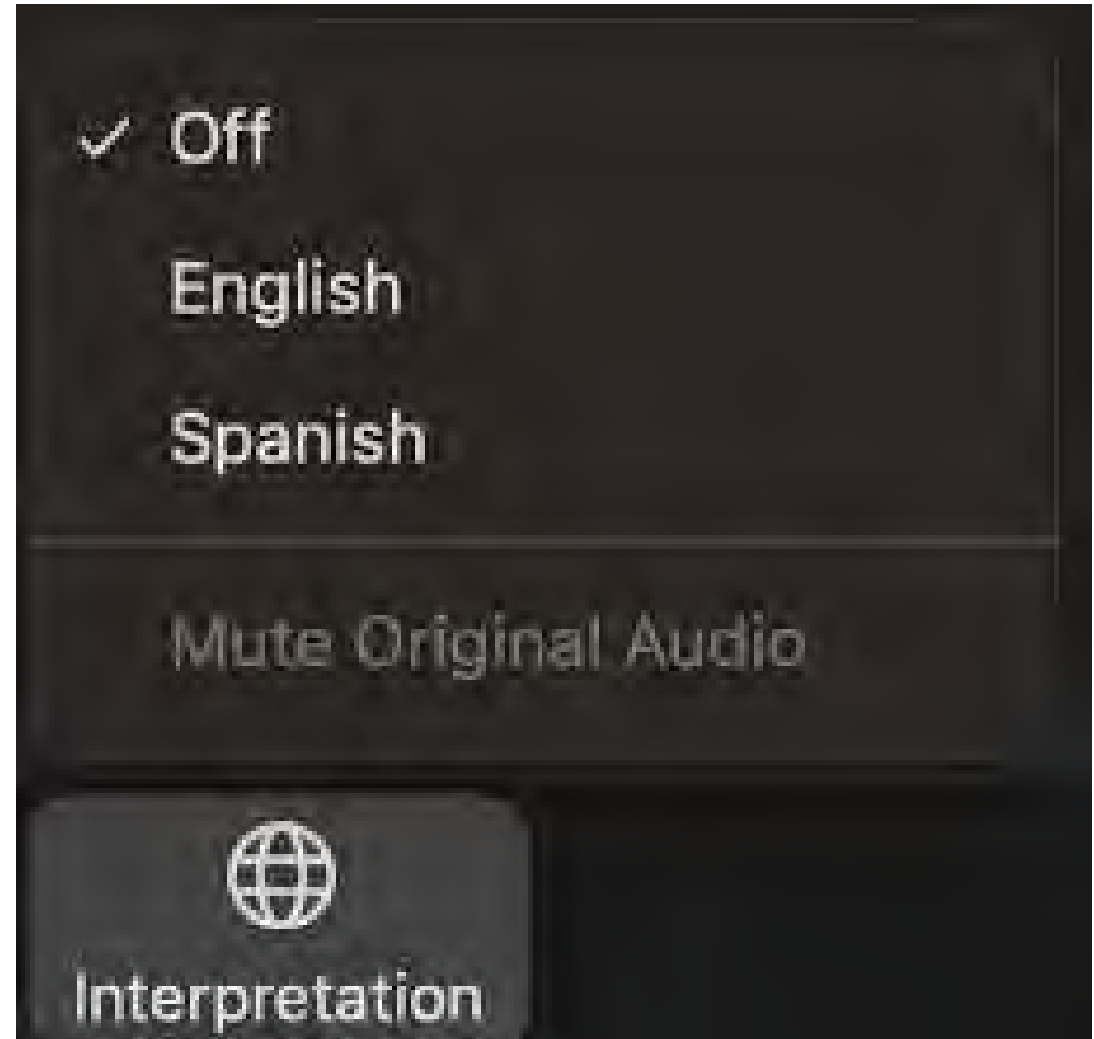 Off
English
Spanish
Mute Original Audio
Interpretation